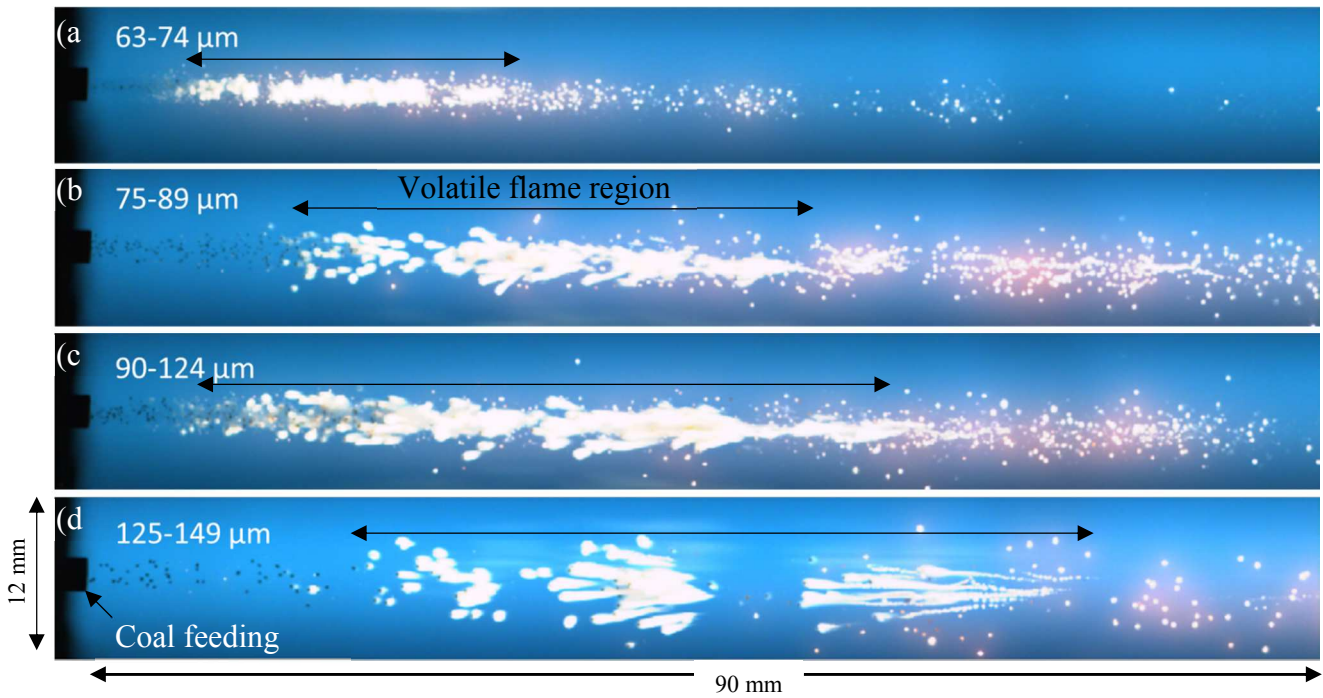 (a
63-74 μm
(b
75-89 μm
Volatile flame region
(c
90-124 μm
(d
125-149 μm
12 mm
Coal feeding
90 mm